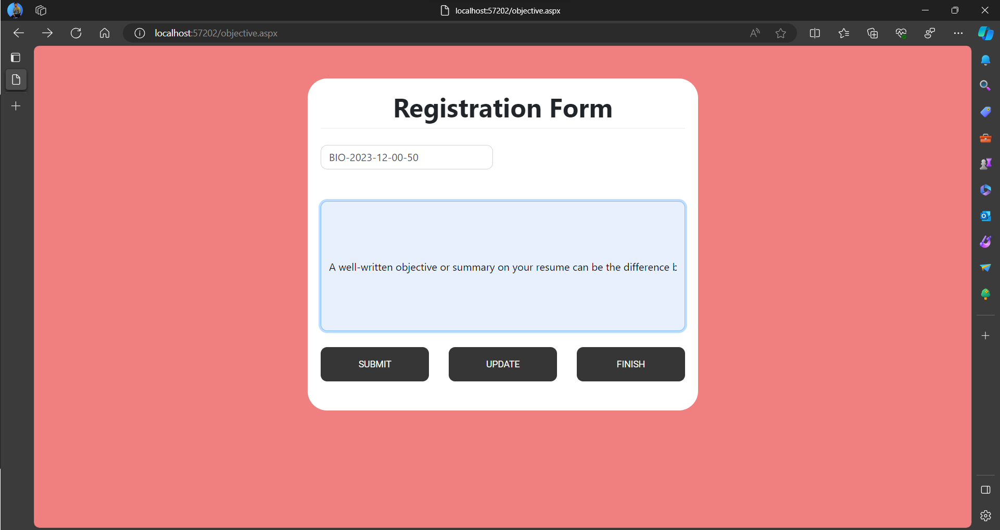 localhost:57202/objective.aspx
localhost:57202/objective.aspx
Registration Form
BIO-2023-12-00-50
A well-written objective or summary on your resume can be the difference
SUBMIT
UPDATE
FINISH